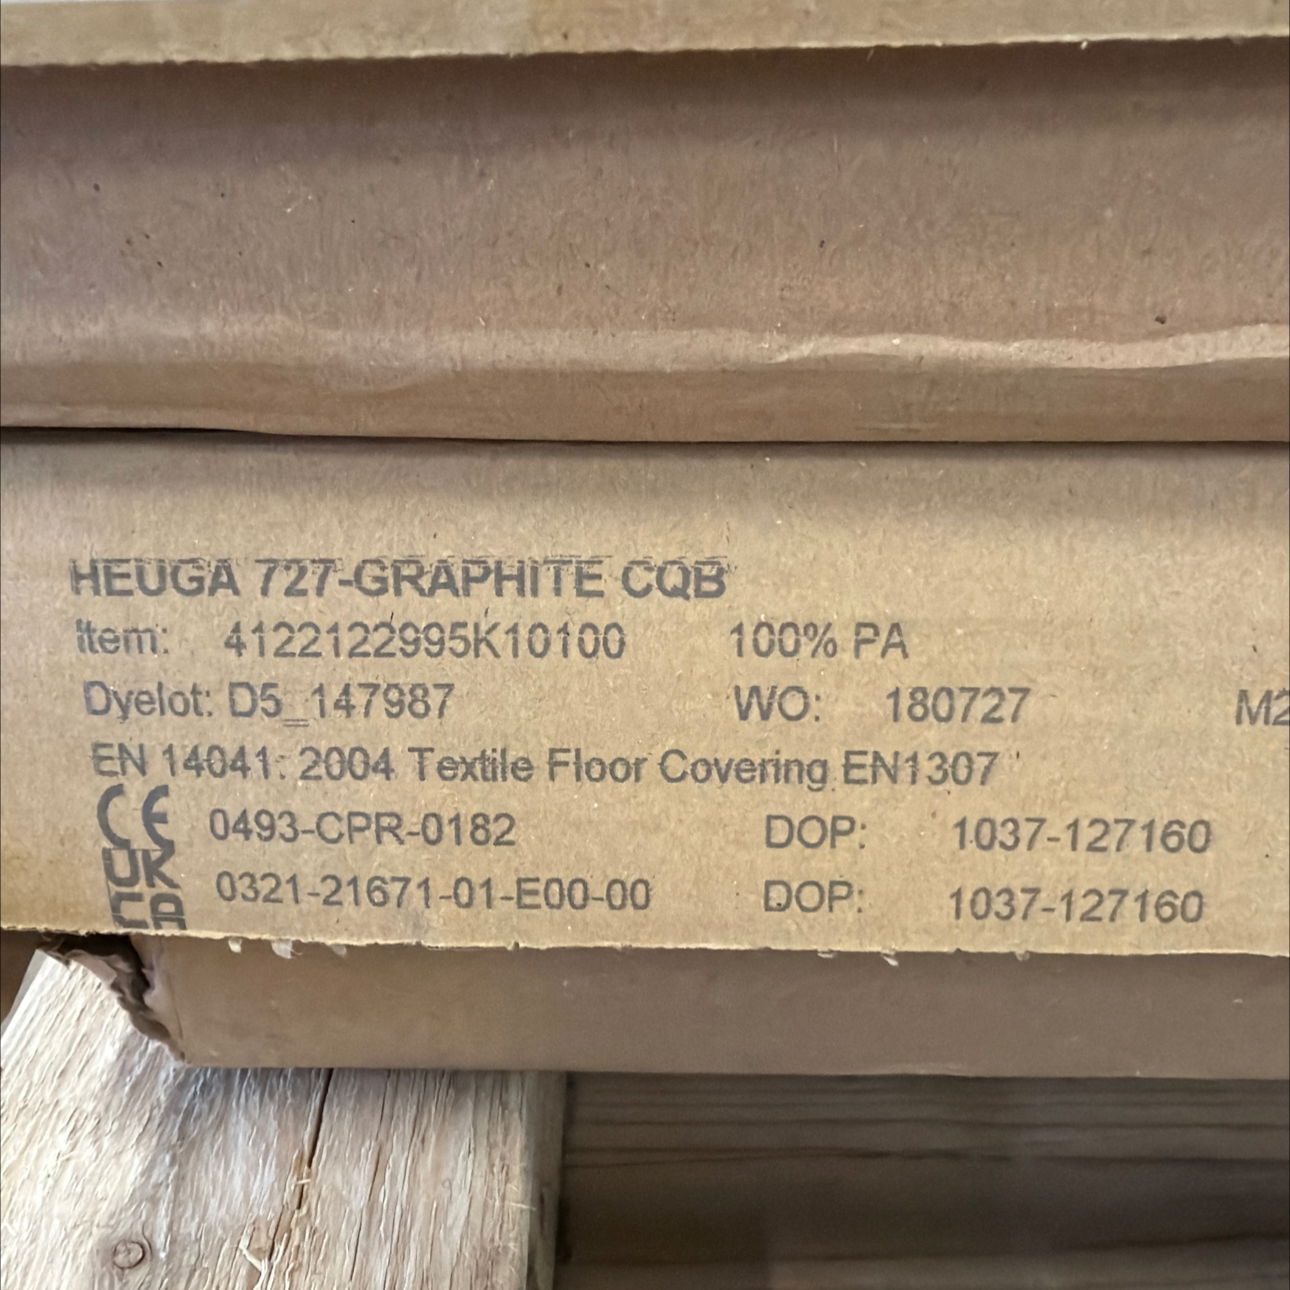 HEUGA 727-GRAPHITE CQB
Item: 4122122995K10100 100% PA
Dyelot: D5_147987 WO: 180727 M2
EN 14041: 2004 Textile Floor Covering EN1307
CE 0493-CPR-0182 DOP: 1037-127160
UKCA 0321-21671-01-E00-00 DOP: 1037-127160